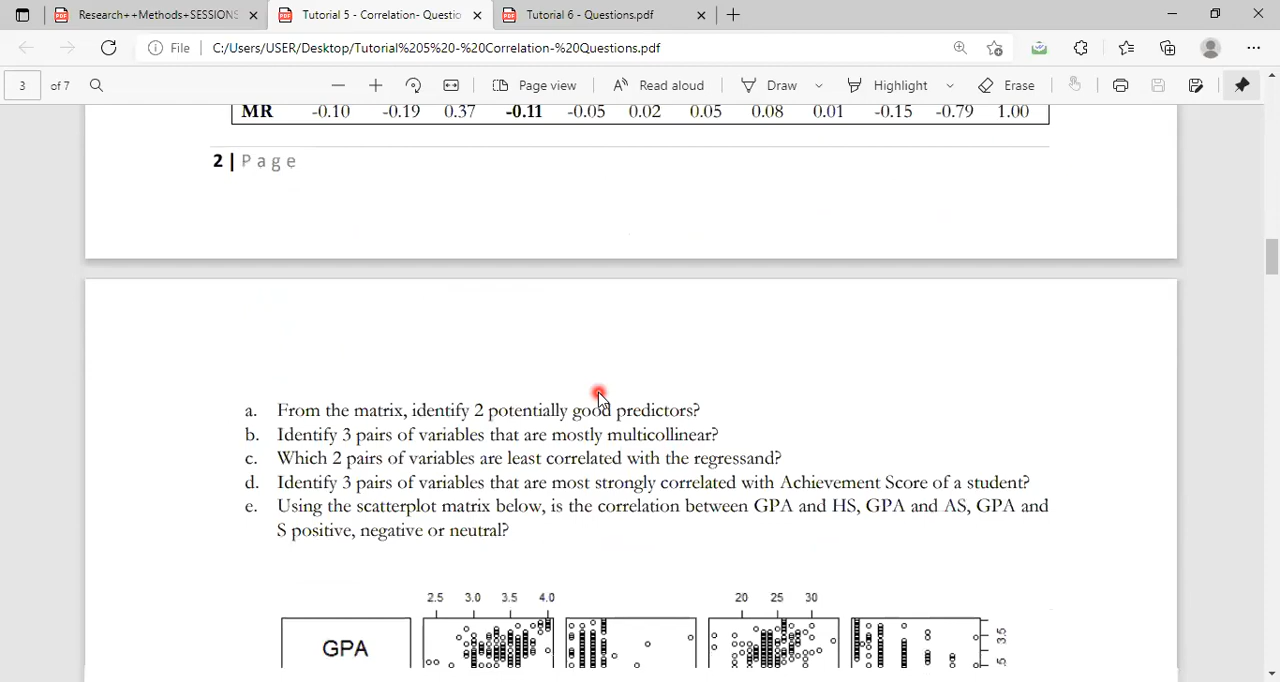 Research++Methods+SESSIONS
Tutorial 5 - Correlation- Questio
Tutorial 6 - Questions.pdf
File
C:/Users/USER/Desktop/Tutorial%205%20-%20Correlation-%20Questions.pdf
3 of 7
Page view
Read aloud
Draw
Highlight
Erase
MR -0.10 -0.19 0.37 -0.11 -0.05 0.02 0.05 0.08 0.01 -0.15 -0.79 1.00
2 | Page
a. From the matrix, identify 2 potentially good predictors?
b. Identify 3 pairs of variables that are mostly multicollinear?
c. Which 2 pairs of variables are least correlated with the regressand?
d. Identify 3 pairs of variables that are most strongly correlated with Achievement Score of a student?
e. Using the scatterplot matrix below, is the correlation between GPA and HS, GPA and AS, GPA and
S positive, negative or neutral?
2.5 3.0 3.5 4.0 20 25 30
GPA
3.5